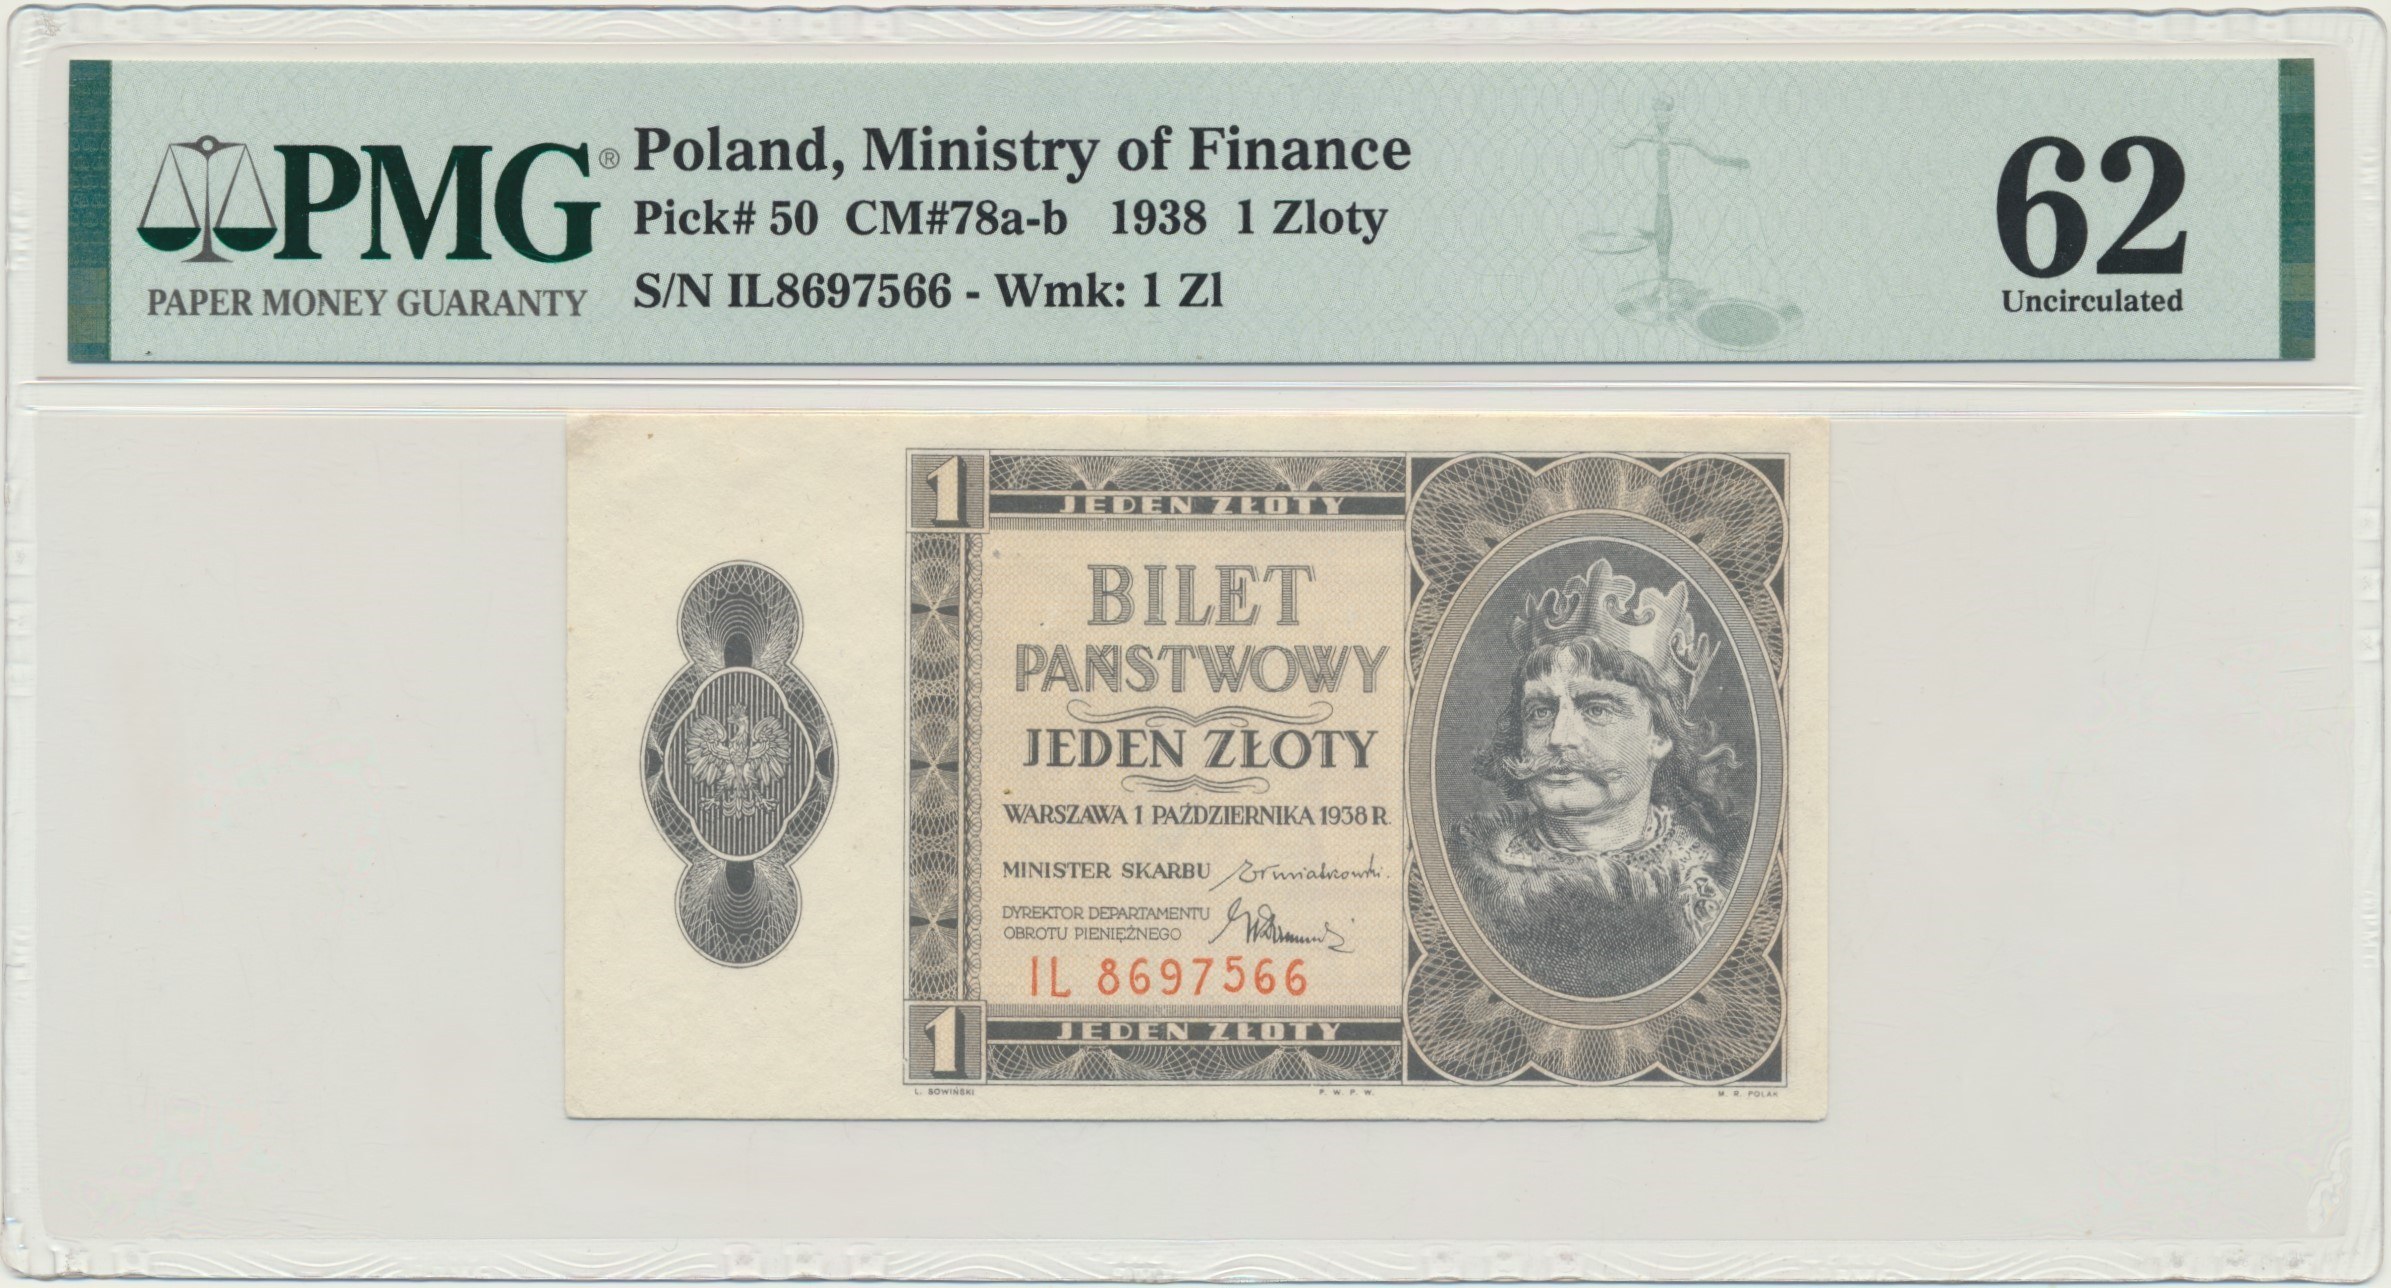 PMG®
PAPER MONEY GUARANTY
Poland, Ministry of Finance
Pick# 50 CM#78a-b 1938 1 Zloty
S/N IL8697566 - Wmk: 1 Zl
62
Uncirculated
1
JEDEN ZŁOTY
BILET
PAŃSTWOWY
JEDEN ZŁOTY
WARSZAWA 1 PAŹDZIERNIKA 1938 R.
MINISTER SKARBU
DYREKTOR DEPARTAMENTU
OBROTU PIENIĘŻNEGO
IL 8697566
1
JEDEN ZŁOTY
L. SOWIŃSKI
P. W. P. W.
M. R. POLAK